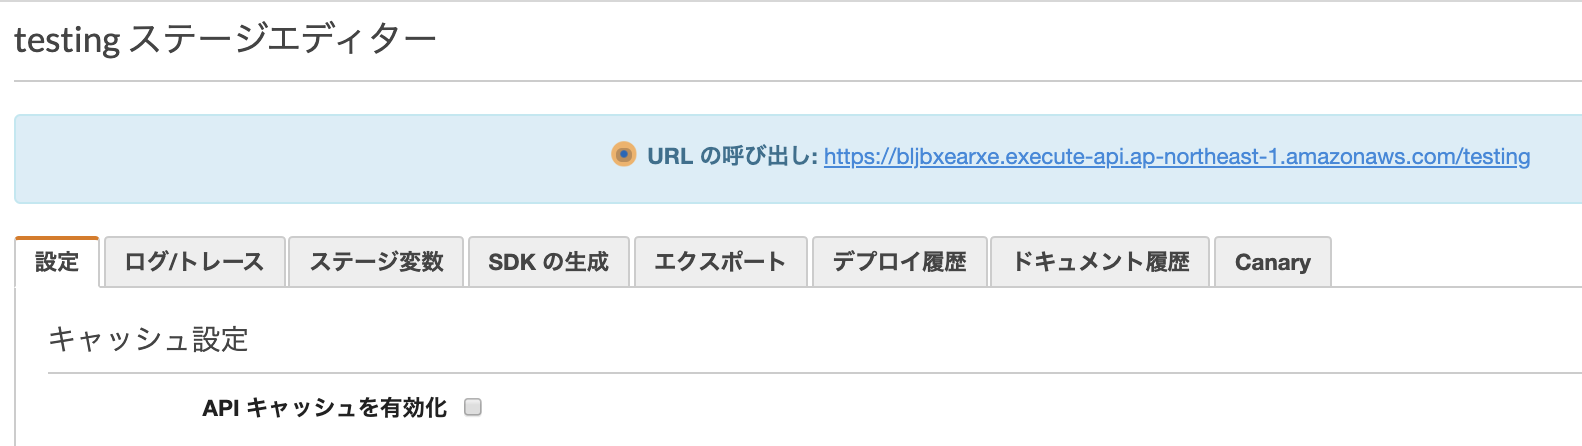 testing ステージエディター
URL の呼び出し: https://bljbxearxe.execute-api.ap-northeast-1.amazonaws.com/testing
設定 ログ/トレース ステージ変数 SDK の生成 エクスポート デプロイ履歴 ドキュメント履歴 Canary
キャッシュ設定
API キャッシュを有効化